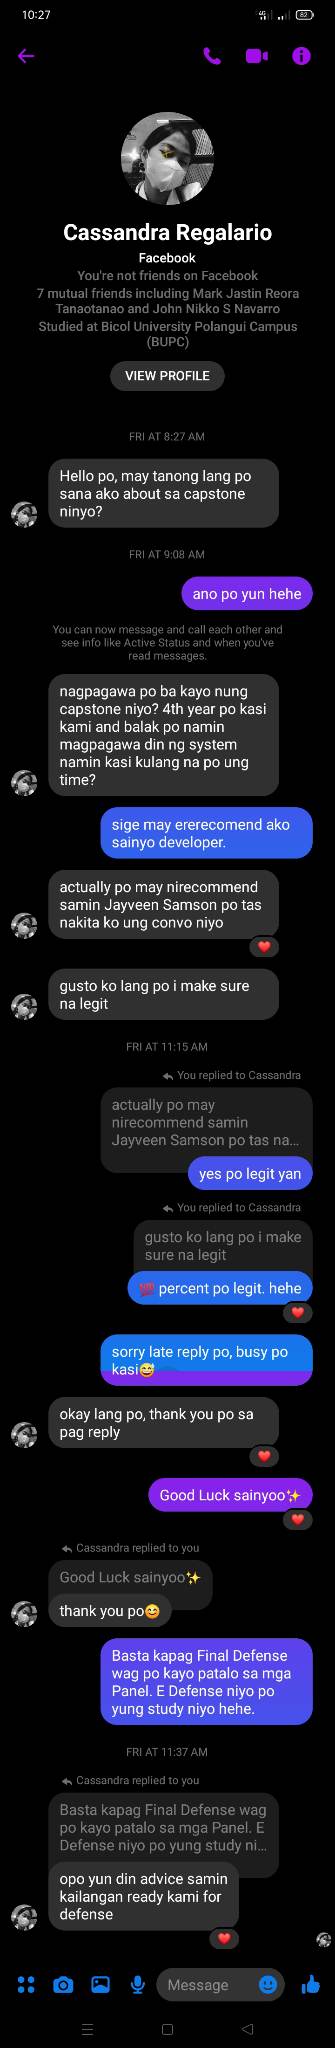 10:27
4G
82
Cassandra Regalario
Facebook
You're not friends on Facebook
7 mutual friends including Mark Jastin Reora
Tanaotanao and John Nikko S Navarro
Studied at Bicol University Polangui Campus
(BUPC)
VIEW PROFILE
FRI AT 8:27 AM
Hello po, may tanong lang po
sana ako about sa capstone
ninyo?
FRI AT 9:08 AM
ano po yun hehe
You can now message and call each other and
see info like Active Status and when you've
read messages.
nagpagawa po ba kayo nung
capstone niyo? 4th year po kasi
kami and balak po namin
magpagawa din ng system
namin kasi kulang na po ung
time?
sige may ererecomend ako
sainyo developer.
actually po may nirecommend
samin Jayveen Samson po tas
nakita ko ung convo niyo
❤️
gusto ko lang po i make sure
na legit
FRI AT 11:15 AM
You replied to Cassandra
actually po may
nirecommend samin
Jayveen Samson po tas na...
yes po legit yan
You replied to Cassandra
gusto ko lang po i make
sure na legit
💯 percent po legit. hehe
❤️
sorry late reply po, busy po
kasi😅
okay lang po, thank you po sa
pag reply
❤️
Good Luck sainyoo✨
❤️
Cassandra replied to you
Good Luck sainyoo✨
thank you po😊
Basta kapag Final Defense
wag po kayo patalo sa mga
Panel. E Defense niyo po
yung study niyo hehe.
FRI AT 11:37 AM
Cassandra replied to you
Basta kapag Final Defense wag
po kayo patalo sa mga Panel. E
Defense niyo po yung study ni...
opo yun din advice samin
kailangan ready kami for
defense
❤️
Message